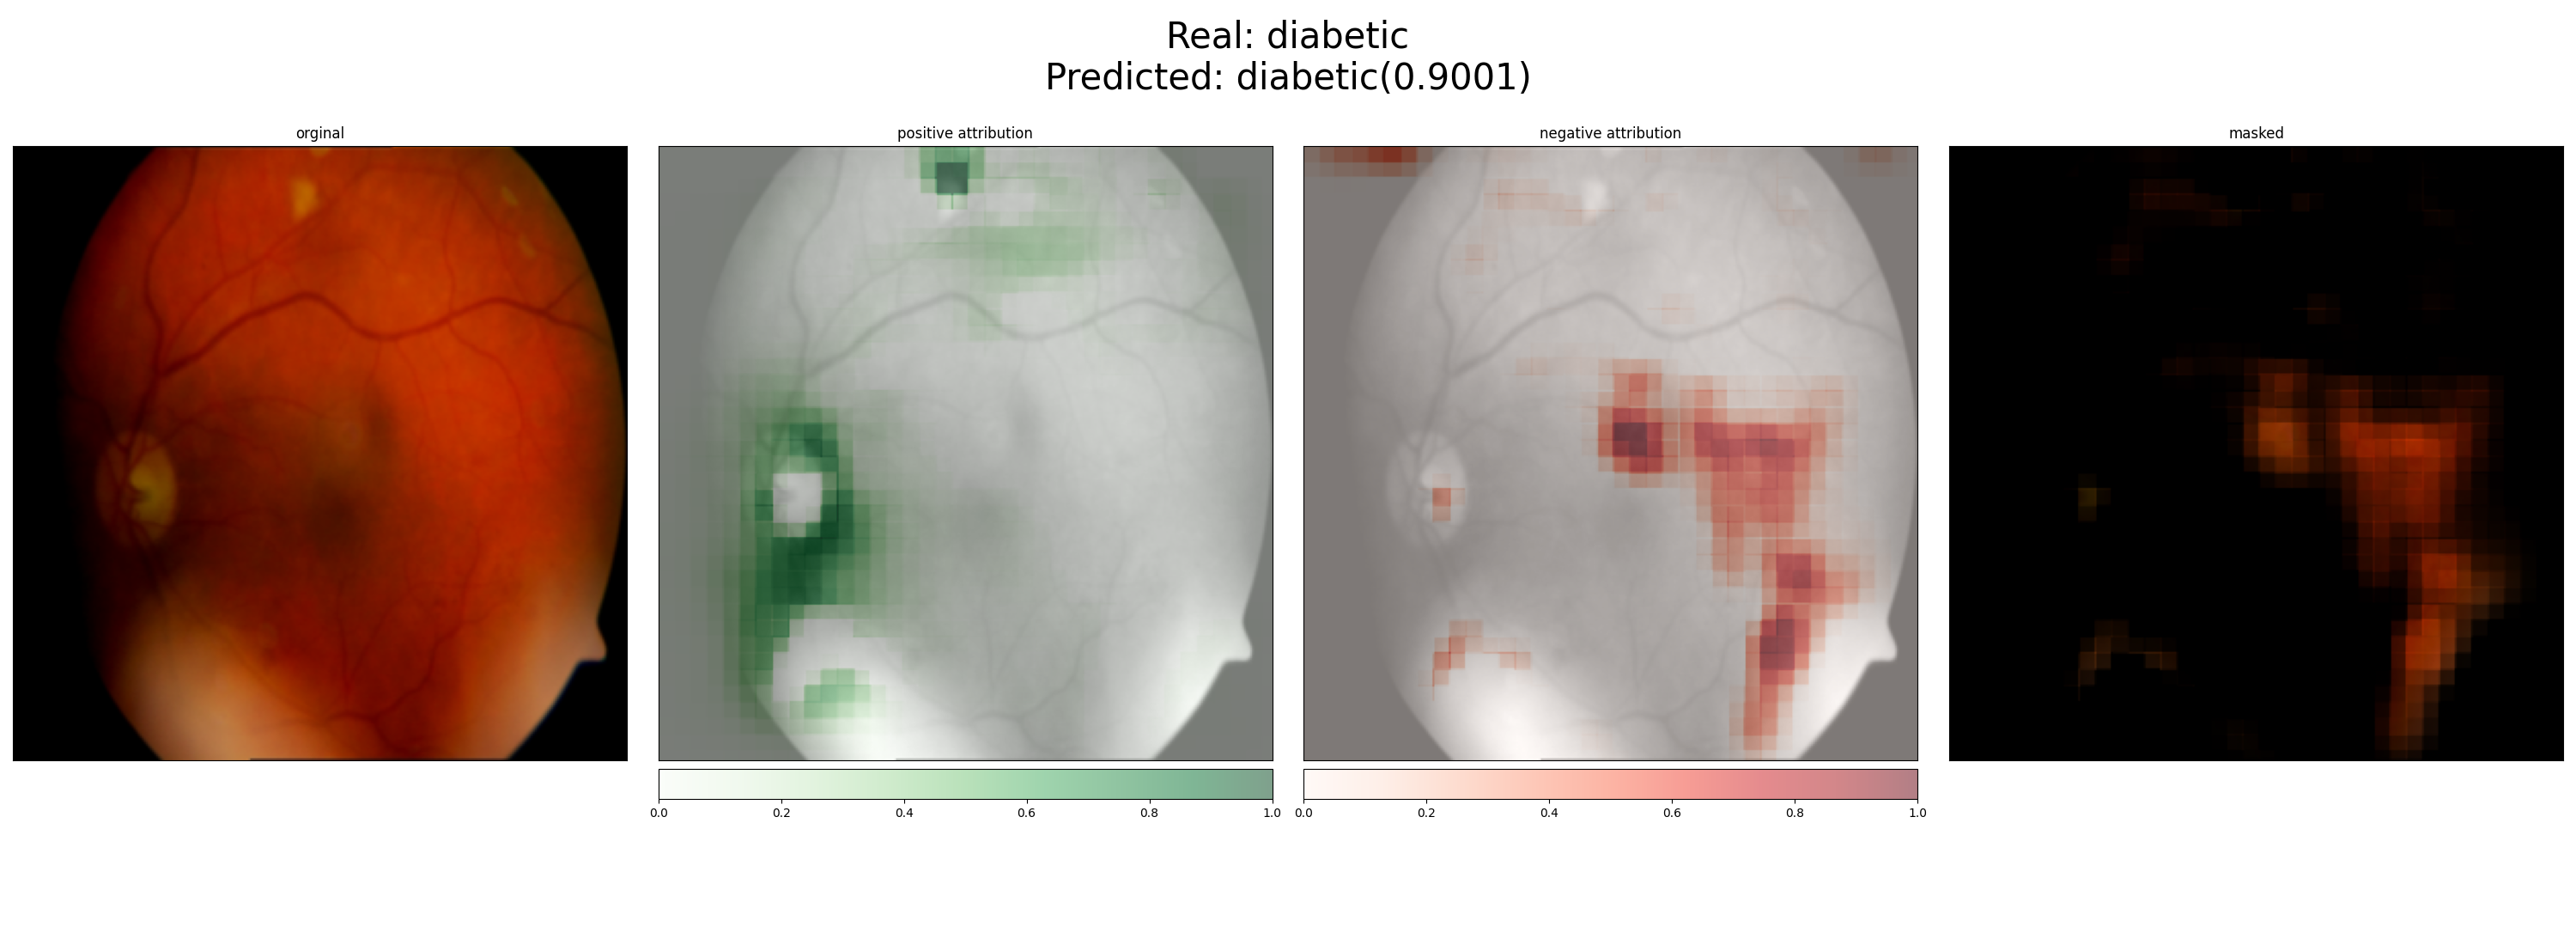 Real: diabetic
Predicted: diabetic(0.9001)
orginal
positive attribution
negative attribution
masked
0.0 0.2 0.4 0.6 0.8 1.0
0.0 0.2 0.4 0.6 0.8 1.0